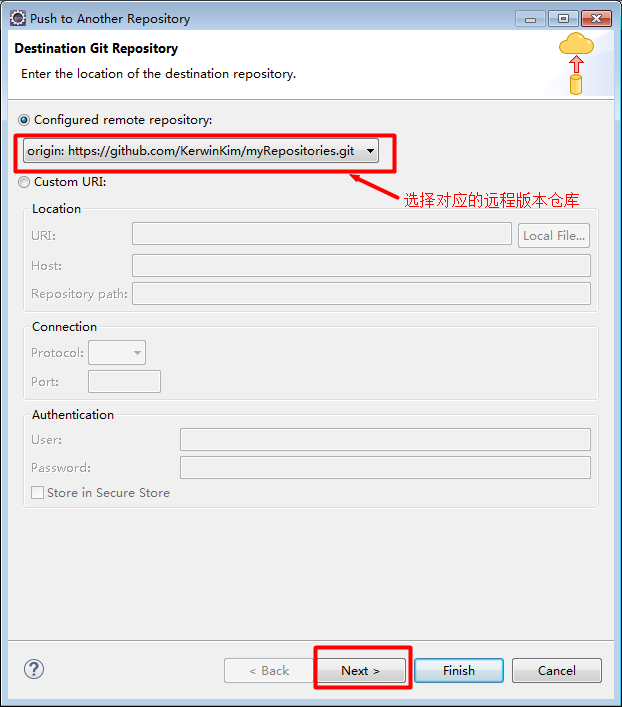 Push to Another Repository
Destination Git Repository
Enter the location of the destination repository.
Configured remote repository:
origin: https://github.com/KerwinKim/myRepositories.git
Custom URI:
选择对应的远程版本仓库
Location
URI:
Local File...
Host:
Repository path:
Connection
Protocol:
Port:
Authentication
User:
Password:
Store in Secure Store
?
< Back
Next >
Finish
Cancel